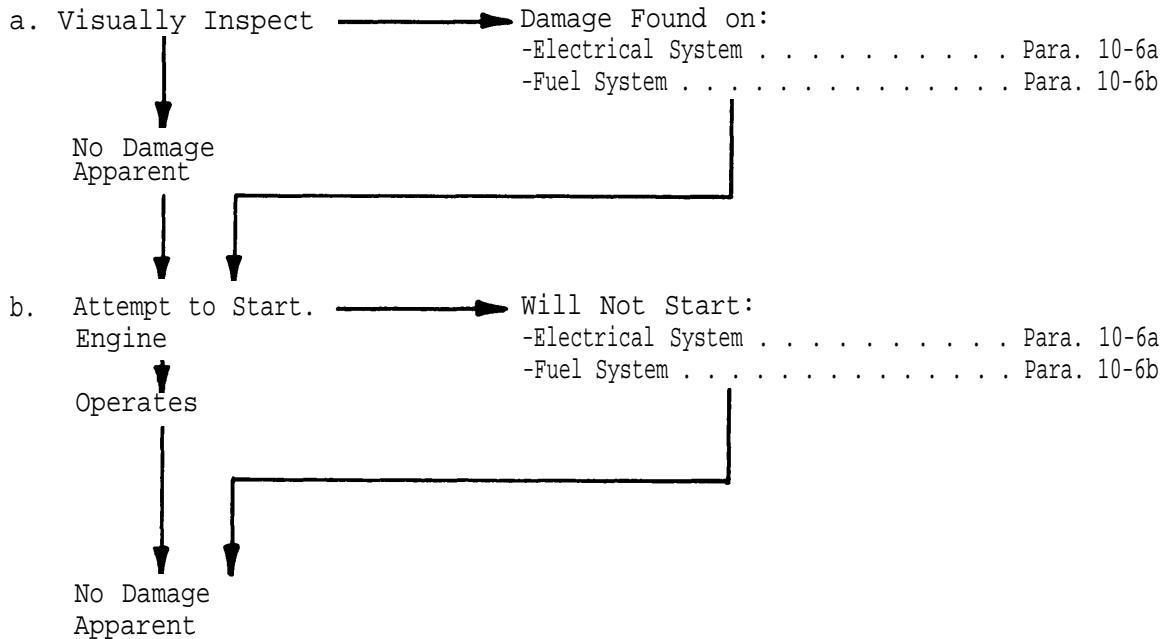 a. Visually Inspect
Damage Found on:
-Electrical System . . . . . . . . . . Para. 10-6a
-Fuel System . . . . . . . . . . . . . . Para. 10-6b
No Damage
Apparent
b. Attempt to Start.
Engine
Will Not Start:
-Electrical System . . . . . . . . . . Para. 10-6a
-Fuel System . . . . . . . . . . . . . . Para. 10-6b
Operates
No Damage
Apparent